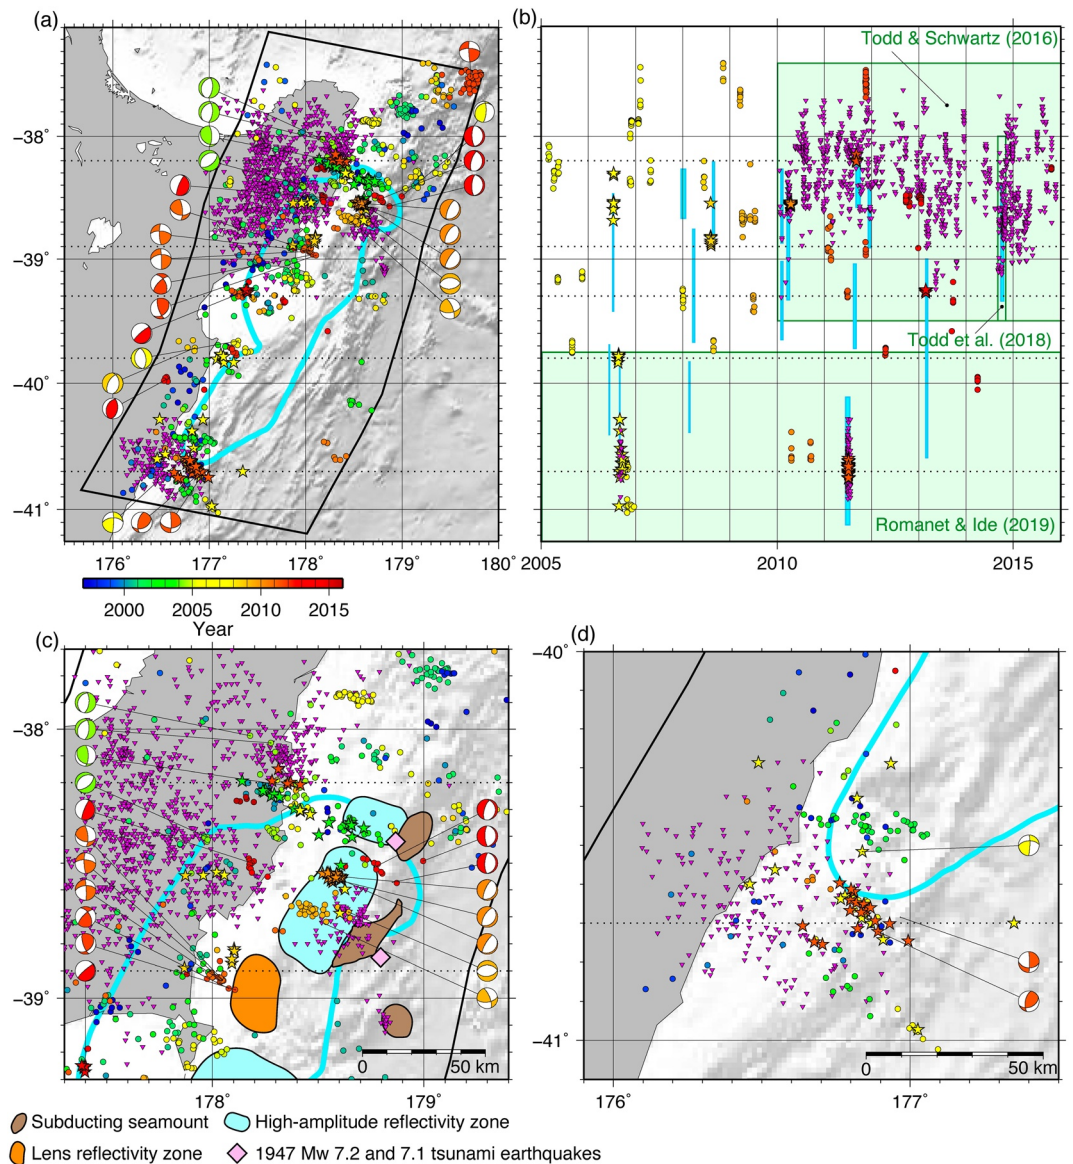 (a)
(b)
Todd & Schwartz (2016)
−38˚
−39˚
−40˚
−41˚
Todd et al. (2018)
Romanet & Ide (2019)
176˚
177˚
178˚
179˚
180˚
2005
2010
2015
2000
2005
2010
2015
Year
(c)
(d)
−38˚
−39˚
−40˚
−41˚
0
50 km
0
50 km
178˚
179˚
176˚
177˚
Subducting seamount
High-amplitude reflectivity zone
Lens reflectivity zone
1947 Mw 7.2 and 7.1 tsunami earthquakes